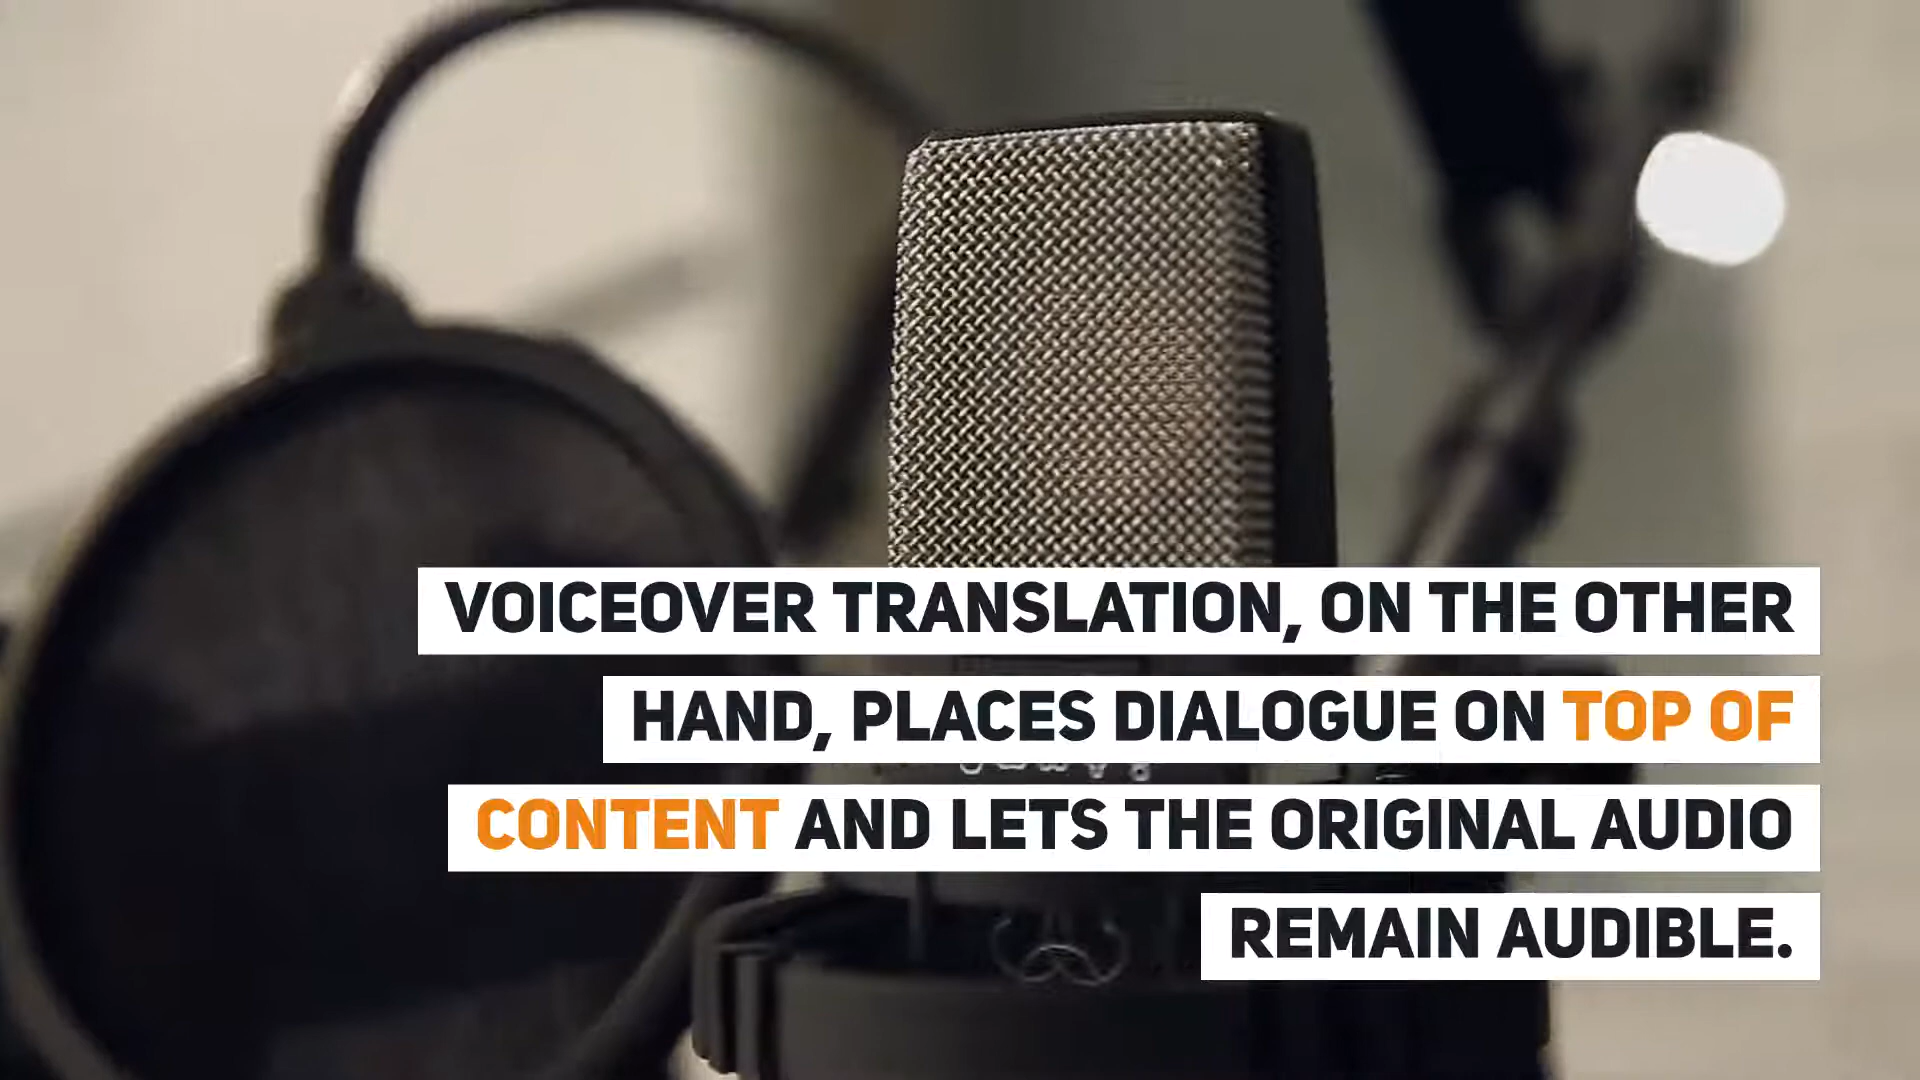 VOICEOVER TRANSLATION, ON THE OTHER
HAND, PLACES DIALOGUE ON TOP OF
CONTENT AND LETS THE ORIGINAL AUDIO
REMAIN AUDIBLE.